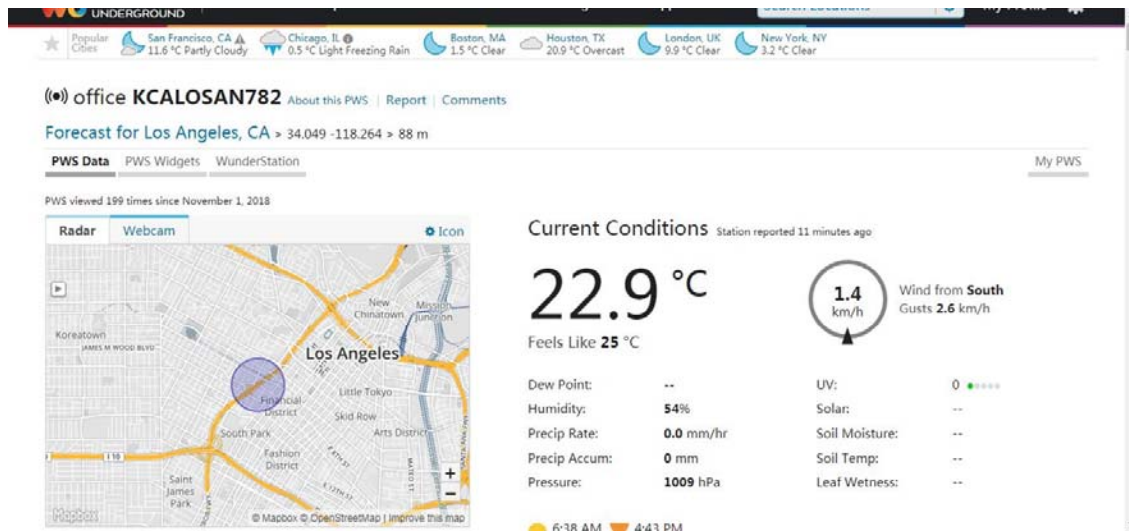 UNDERGROUND
Popular Cities
San Francisco, CA
11.6 °C Partly Cloudy
Chicago, IL
0.5 °C Light Freezing Rain
Boston, MA
1.5 °C Clear
Houston, TX
20.9 °C Overcast
London, UK
9.9 °C Clear
New York, NY
3.2 °C Clear
office KCALOSAN782 About this PWS | Report | Comments
Forecast for Los Angeles, CA > 34.049 -118.264 > 88 m
PWS Data PWS Widgets WunderStation My PWS
PWS viewed 199 times since November 1, 2018
Radar Webcam Icon
New Chinatown
Mission Junction
Koreatown
JAMES M WOOD BLVD
Los Angeles
Little Tokyo
Financial District
Skid Row
South Park
Arts District
Fashion District
I 10
E 4TH ST
E 12TH ST
MATEO ST
Saint James Park
+
−
Mapbox
© Mapbox © OpenStreetMap | Improve this map
Current Conditions Station reported 11 minutes ago
22.9 °C
Feels Like 25 °C
1.4 km/h
Wind from South
Gusts 2.6 km/h
Dew Point: --
Humidity: 54%
Precip Rate: 0.0 mm/hr
Precip Accum: 0 mm
Pressure: 1009 hPa
UV: 0
Solar: --
Soil Moisture: --
Soil Temp: --
Leaf Wetness: --
6:38 AM 4:43 PM